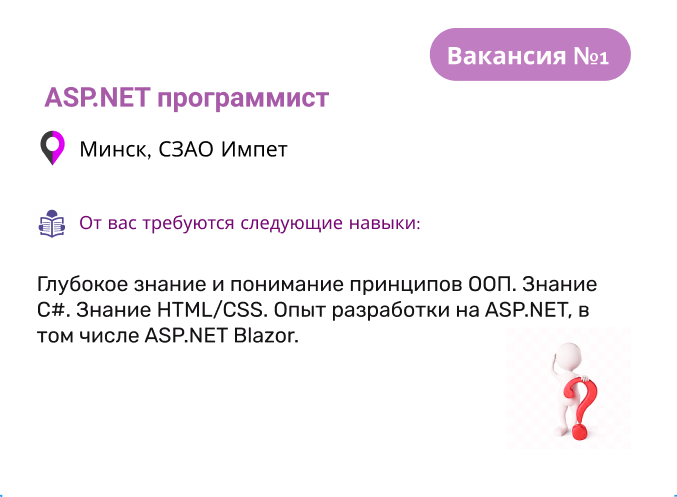 Вакансия №1
ASP.NET программист
Минск, СЗАО Импет
От вас требуются следующие навыки:
Глубокое знание и понимание принципов ООП. Знание
C#. Знание HTML/CSS. Опыт разработки на ASP.NET, в
том числе ASP.NET Blazor.